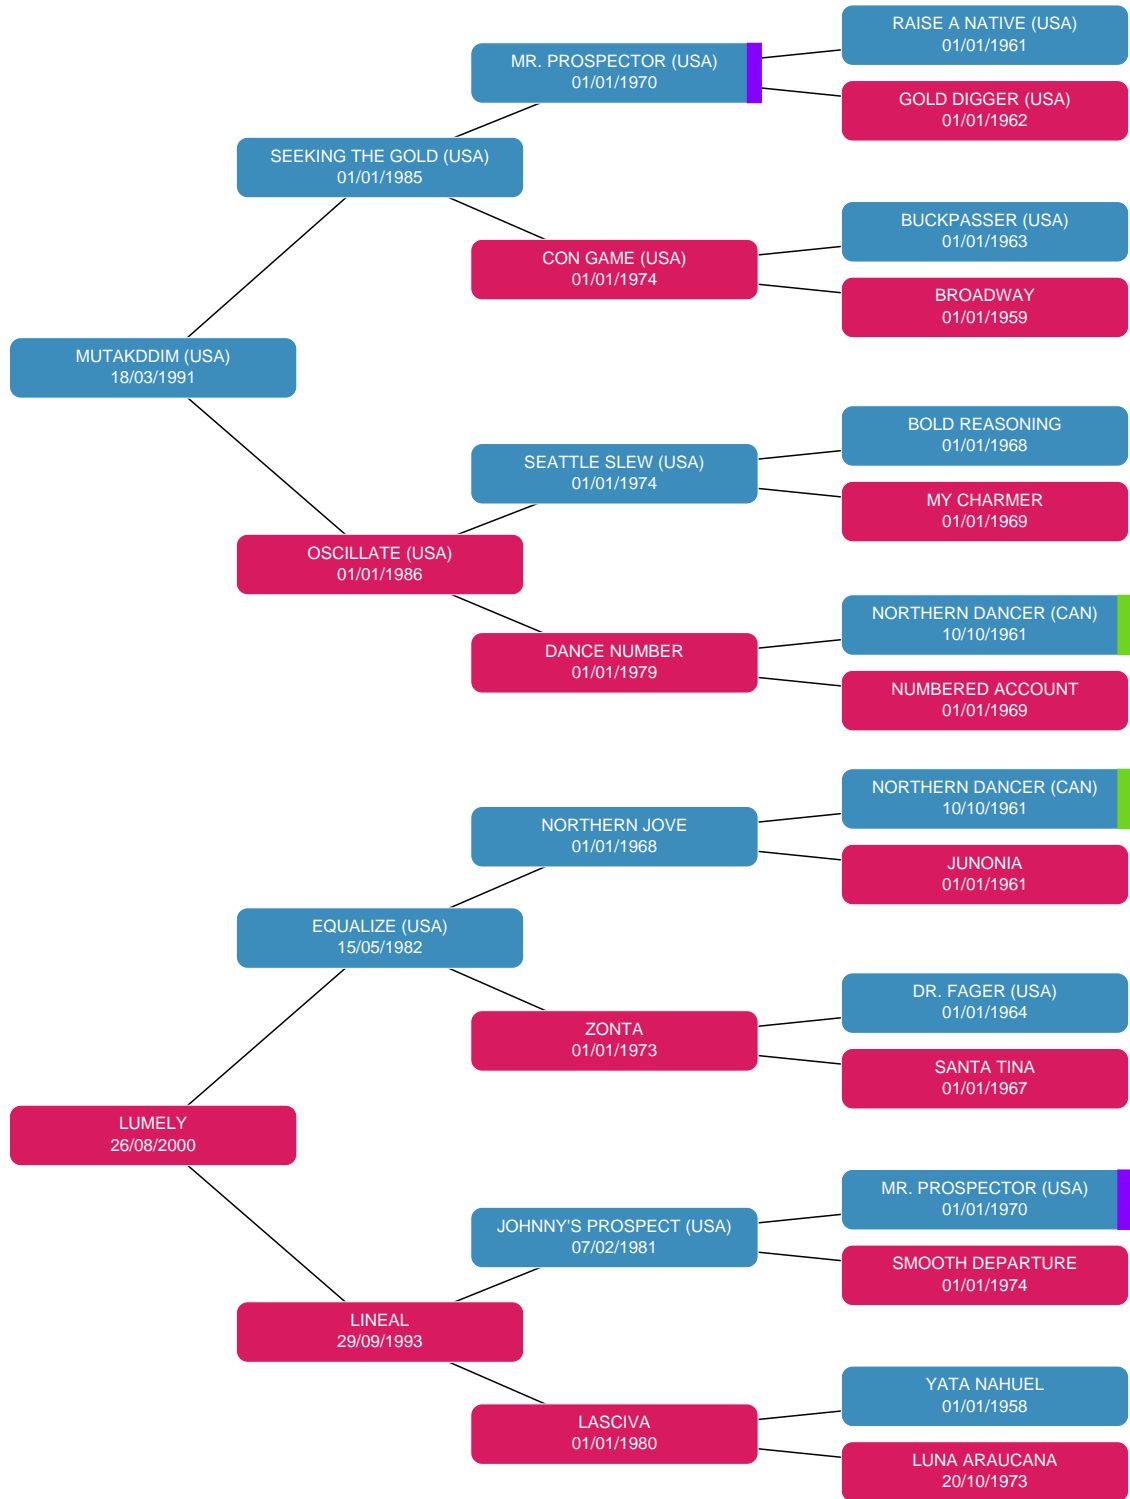 RAISE A NATIVE (USA)
01/01/1961
MR. PROSPECTOR (USA)
01/01/1970
GOLD DIGGER (USA)
01/01/1962
SEEKING THE GOLD (USA)
01/01/1985
BUCKPASSER (USA)
01/01/1963
CON GAME (USA)
01/01/1974
BROADWAY
01/01/1959
MUTAKDDIM (USA)
18/03/1991
BOLD REASONING
01/01/1968
SEATTLE SLEW (USA)
01/01/1974
MY CHARMER
01/01/1969
OSCILLATE (USA)
01/01/1986
NORTHERN DANCER (CAN)
10/10/1961
DANCE NUMBER
01/01/1979
NUMBERED ACCOUNT
01/01/1969
NORTHERN DANCER (CAN)
10/10/1961
NORTHERN JOVE
01/01/1968
JUNONIA
01/01/1961
EQUALIZE (USA)
15/05/1982
DR. FAGER (USA)
01/01/1964
ZONTA
01/01/1973
SANTA TINA
01/01/1967
LUMELY
26/08/2000
MR. PROSPECTOR (USA)
01/01/1970
JOHNNY'S PROSPECT (USA)
07/02/1981
SMOOTH DEPARTURE
01/01/1974
LINEAL
29/09/1993
YATA NAHUEL
01/01/1958
LASCIVA
01/01/1980
LUNA ARAUCANA
20/10/1973